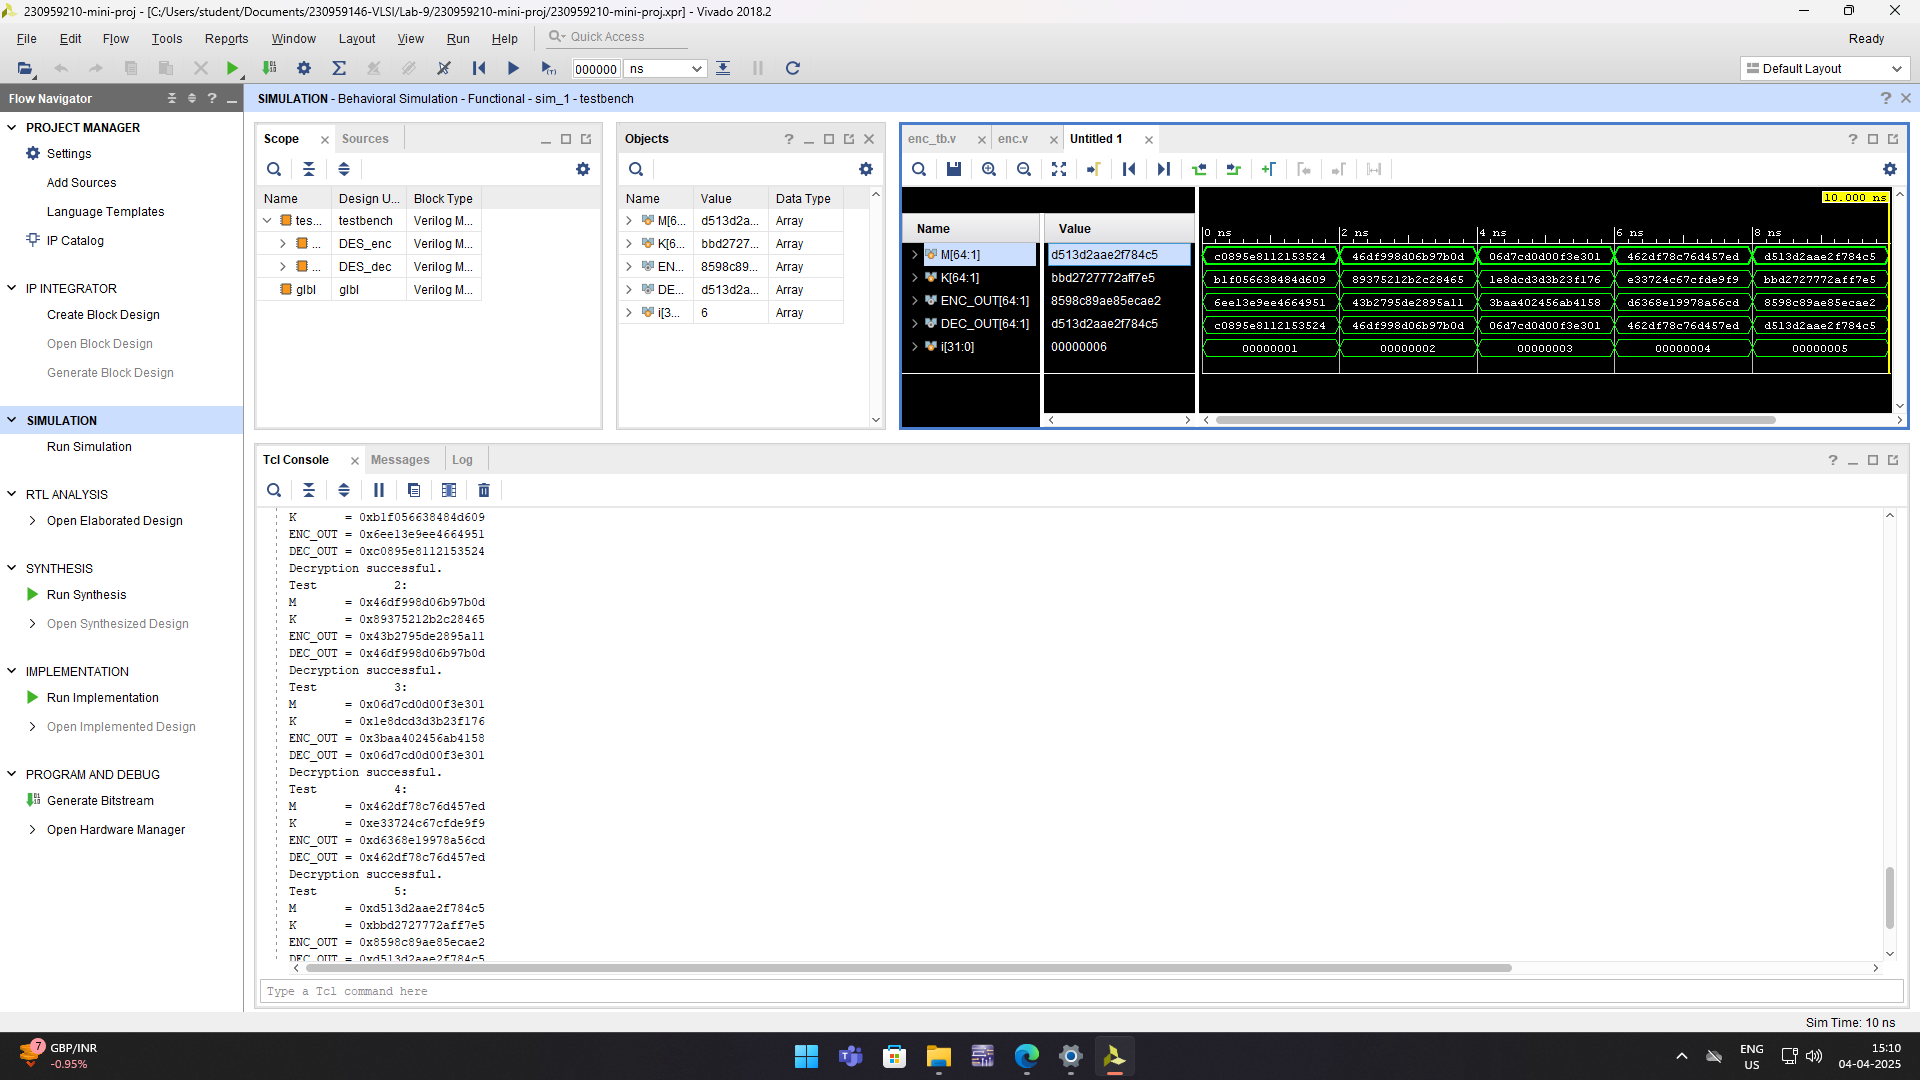 230959210-mini-proj - [C:/Users/student/Documents/230959146-VLSI/Lab-9/230959210-mini-proj/230959210-mini-proj.xpr] - Vivado 2018.2
File Edit Flow Tools Reports Window Layout View Run Help Quick Access
Ready
000000 ns
Default Layout
Flow Navigator
PROJECT MANAGER
Settings
Add Sources
Language Templates
IP Catalog
IP INTEGRATOR
Create Block Design
Open Block Design
Generate Block Design
SIMULATION
Run Simulation
RTL ANALYSIS
Open Elaborated Design
SYNTHESIS
Run Synthesis
Open Synthesized Design
IMPLEMENTATION
Run Implementation
Open Implemented Design
PROGRAM AND DEBUG
Generate Bitstream
Open Hardware Manager
SIMULATION - Behavioral Simulation - Functional - sim_1 - testbench
Scope Sources
Name Design U... Block Type
tes... testbench Verilog M...
... DES_enc Verilog M...
... DES_dec Verilog M...
glbl glbl Verilog M...
Objects
Name Value Data Type
M[6... d513d2a... Array
K[6... bbd2727... Array
EN... 8598c89... Array
DE... d513d2a... Array
i[3... 6 Array
enc_tb.v enc.v Untitled 1
10.000 ns
Name Value
0 ns 2 ns 4 ns 6 ns 8 ns
M[64:1] d513d2aae2f784c5 c0895e8112153524 46df998d06b97b0d 06d7cd0d00f3e301 462df78c76d457ed d513d2aae2f784c5
K[64:1] bbd2727772aff7e5 b1f056638484d609 89375212b2c28465 1e8dcd3d3b23f176 e33724c67cfde9f9 bbd2727772aff7e5
ENC_OUT[64:1] 8598c89ae85ecae2 6ee13e9ee4664951 43b2795de2895a11 3baa402456ab4158 d6368e19978a56cd 8598c89ae85ecae2
DEC_OUT[64:1] d513d2aae2f784c5 c0895e8112153524 46df998d06b97b0d 06d7cd0d00f3e301 462df78c76d457ed d513d2aae2f784c5
i[31:0] 00000006 00000001 00000002 00000003 00000004 00000005
Tcl Console Messages Log
K = 0xb1f056638484d609
ENC_OUT = 0x6ee13e9ee4664951
DEC_OUT = 0xc0895e8112153524
Decryption successful.
Test 2:
M = 0x46df998d06b97b0d
K = 0x89375212b2c28465
ENC_OUT = 0x43b2795de2895a11
DEC_OUT = 0x46df998d06b97b0d
Decryption successful.
Test 3:
M = 0x06d7cd0d00f3e301
K = 0x1e8dcd3d3b23f176
ENC_OUT = 0x3baa402456ab4158
DEC_OUT = 0x06d7cd0d00f3e301
Decryption successful.
Test 4:
M = 0x462df78c76d457ed
K = 0xe33724c67cfde9f9
ENC_OUT = 0xd6368e19978a56cd
DEC_OUT = 0x462df78c76d457ed
Decryption successful.
Test 5:
M = 0xd513d2aae2f784c5
K = 0xbbd2727772aff7e5
ENC_OUT = 0x8598c89ae85ecae2
DEC_OUT = 0xd513d2aae2f784c5
Type a Tcl command here
Sim Time: 10 ns
7
GBP/INR
-0.95%
ENG
US
15:10
04-04-2025